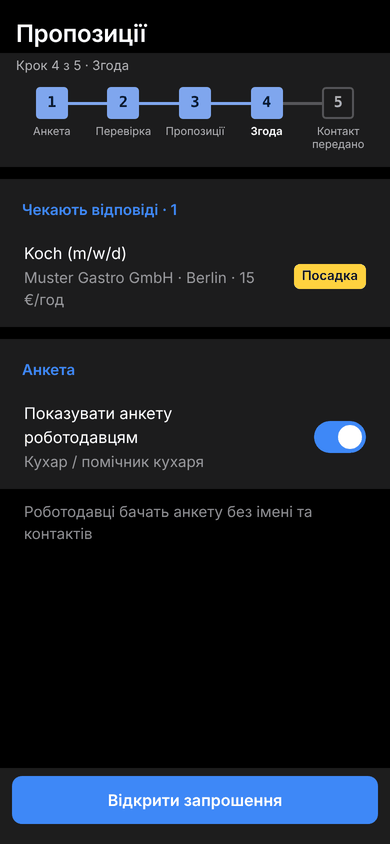 Пропозиції
Крок 4 з 5 · Згода
1 2 3 4 5
Анкета Перевірка Пропозиції Згода Контакт
передано
Чекають відповіді · 1
Koch (m/w/d)
Muster Gastro GmbH · Berlin · 15
€/год
Посадка
Анкета
Показувати анкету
роботодавцям
Кухар / помічник кухаря
Роботодавці бачать анкету без імені та
контактів
Відкрити запрошення